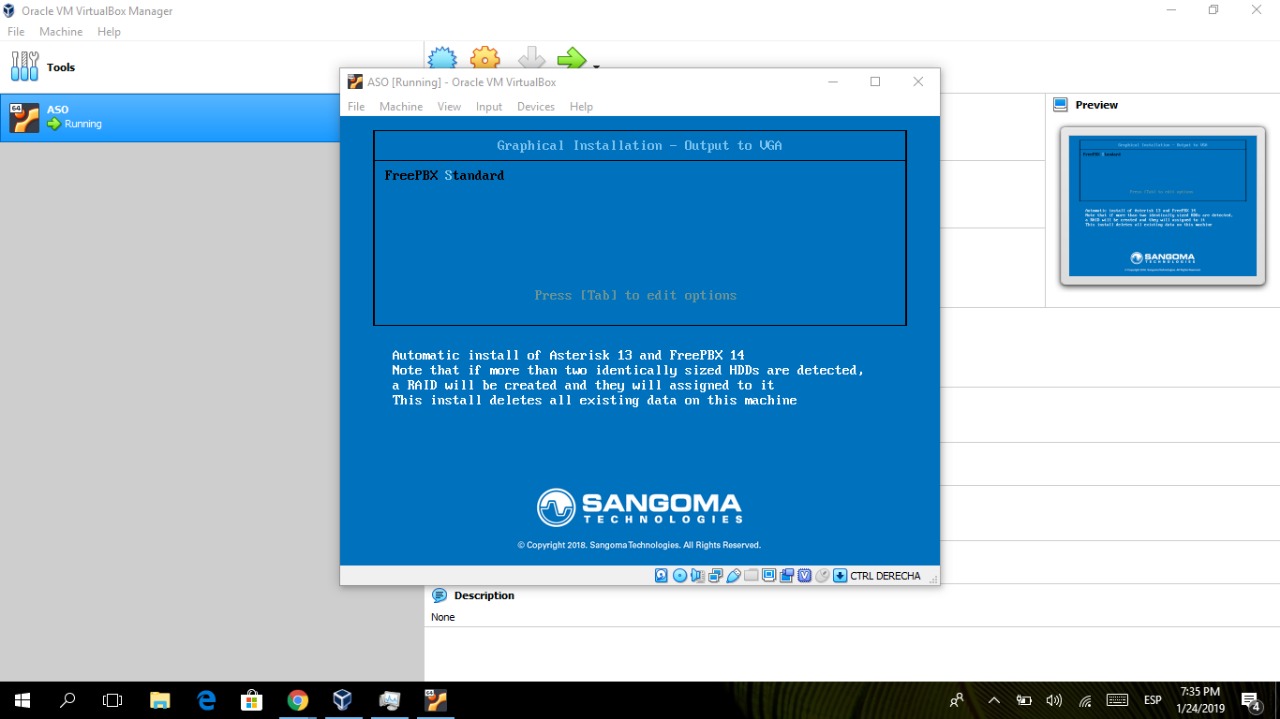 Oracle VM VirtualBox Manager
File Machine Help
Tools
64
ASO
Running
ASO [Running] - Oracle VM VirtualBox
File Machine View Input Devices Help
Graphical Installation - Output to VGA
FreePBX Standard
Press [Tab] to edit options
Automatic install of Asterisk 13 and FreePBX 14
Note that if more than two identically sized HDDs are detected,
a RAID will be created and they will assigned to it
This install deletes all existing data on this machine
SANGOMA
TECHNOLOGIES
© Copyright 2018. Sangoma Technologies. All Rights Reserved.
CTRL DERECHA
Preview
Graphical Installation - Output to VGA
FreePBX Standard
Press [Tab] to edit options
Automatic install of Asterisk 13 and FreePBX 14
Note that if more than two identically sized HDDs are detected,
a RAID will be created and they will assigned to it
This install deletes all existing data on this machine
SANGOMA
TECHNOLOGIES
Description
None
ESP
7:35 PM
1/24/2019
4